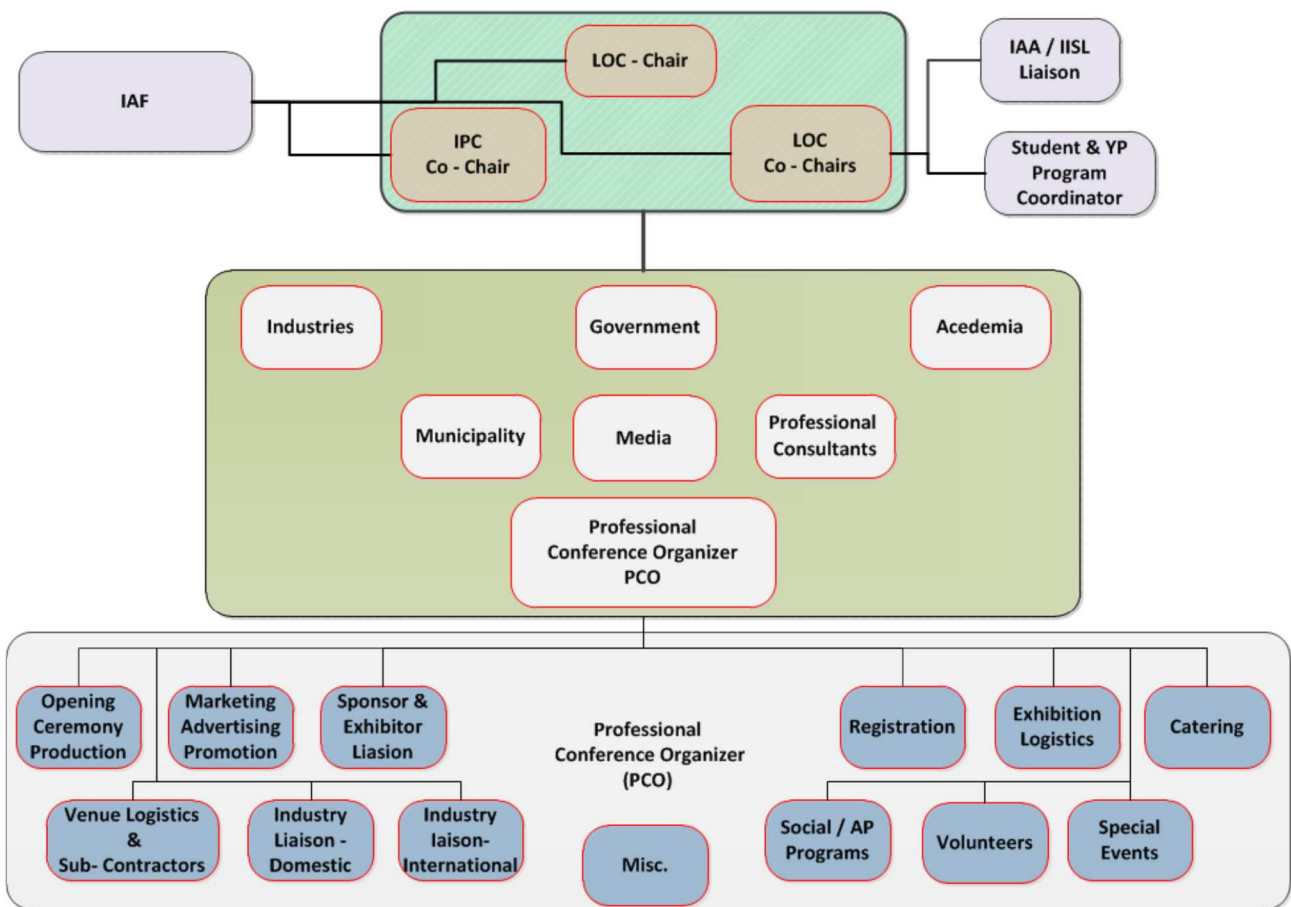 IAF
LOC - Chair
IPC
Co - Chair
LOC
Co - Chairs
IAA / IISL
Liaison
Student & YP
Program
Coordinator
Industries
Government
Acedemia
Municipality
Media
Professional
Consultants
Professional
Conference Organizer
PCO
Opening
Ceremony
Production
Marketing
Advertising
Promotion
Sponsor &
Exhibitor
Liasion
Professional
Conference Organizer
(PCO)
Registration
Exhibition
Logistics
Catering
Venue Logistics
&
Sub- Contractors
Industry
Liaison -
Domestic
Industry
liaison-
International
Misc.
Social / AP
Programs
Volunteers
Special
Events